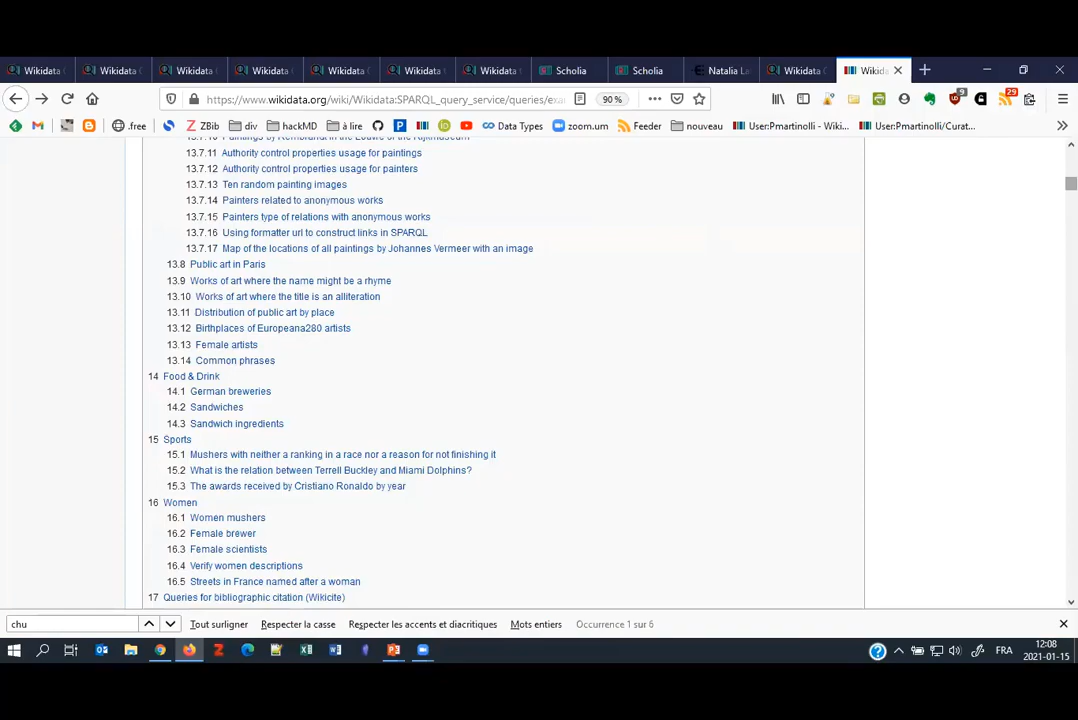 Wikidata Wikidata Wikidata Wikidata Wikidata Wikidata Wikidata Scholia Scholia Natalia La Wikidata Wikida
https://www.wikidata.org/wiki/Wikidata:SPARQL_query_service/queries/exa 90 % 9 29
.free ZBib div hackMD à lire Data Types zoom.um Feeder nouveau User:Pmartinolli - Wiki... User:Pmartinolli/Curat...
13.7.11 Authority control properties usage for paintings
13.7.12 Authority control properties usage for painters
13.7.13 Ten random painting images
13.7.14 Painters related to anonymous works
13.7.15 Painters type of relations with anonymous works
13.7.16 Using formatter url to construct links in SPARQL
13.7.17 Map of the locations of all paintings by Johannes Vermeer with an image
13.8 Public art in Paris
13.9 Works of art where the name might be a rhyme
13.10 Works of art where the title is an alliteration
13.11 Distribution of public art by place
13.12 Birthplaces of Europeana280 artists
13.13 Female artists
13.14 Common phrases
14 Food & Drink
14.1 German breweries
14.2 Sandwiches
14.3 Sandwich ingredients
15 Sports
15.1 Mushers with neither a ranking in a race nor a reason for not finishing it
15.2 What is the relation between Terrell Buckley and Miami Dolphins?
15.3 The awards received by Cristiano Ronaldo by year
16 Women
16.1 Women mushers
16.2 Female brewer
16.3 Female scientists
16.4 Verify women descriptions
16.5 Streets in France named after a woman
17 Queries for bibliographic citation (Wikicite)
chu Tout surligner Respecter la casse Respecter les accents et diacritiques Mots entiers Occurrence 1 sur 6
FRA 12:08
2021-01-15